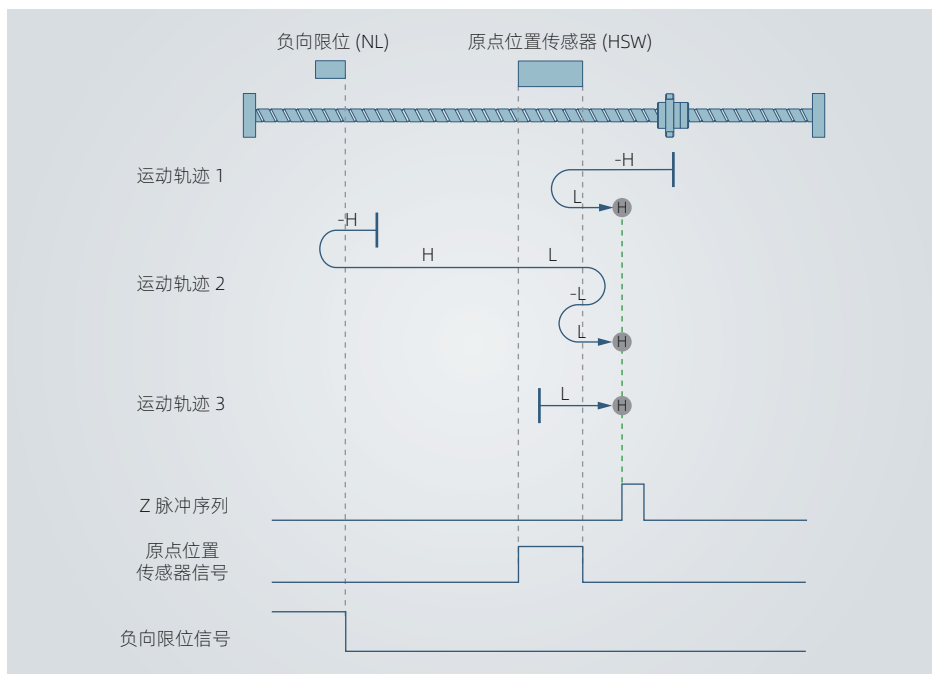 负向限位 (NL)
原点位置传感器 (HSW)
运动轨迹 1
-H
L
H
运动轨迹 2
-H
H
L
-L
L
H
运动轨迹 3
L
H
Z 脉冲序列
原点位置
传感器信号
负向限位信号